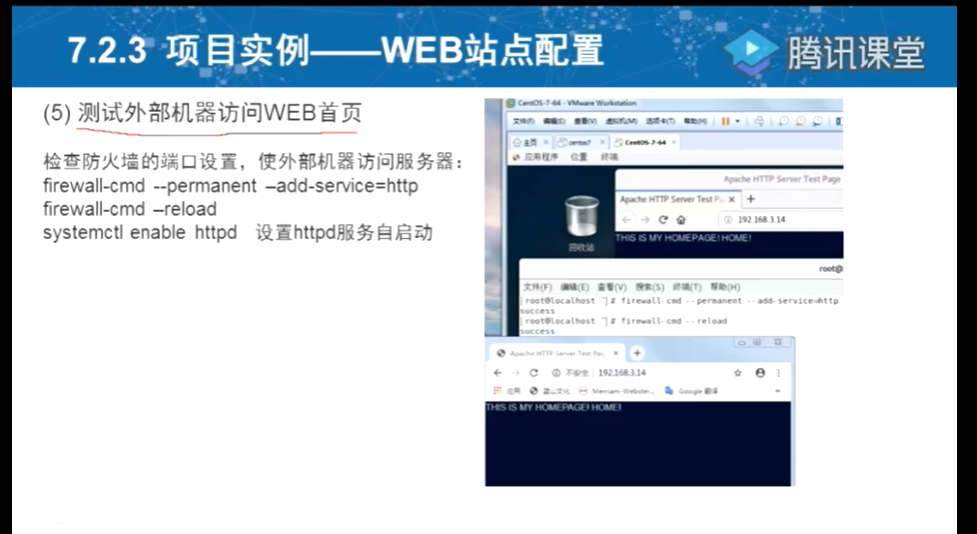 7.2.3 项目实例——WEB站点配置
腾讯课堂
(5) 测试外部机器访问WEB首页
检查防火墙的端口设置，使外部机器访问服务器：
firewall-cmd --permanent –add-service=http
firewall-cmd –reload
systemctl enable httpd 设置httpd服务自启动
CentOS-7-64 - VMware Workstation
文件(F) 编辑(E) 查看(V) 虚拟机(M) 选项卡(T) 帮助(H)
主页 × centos7 × CentOS-7-64 ×
应用程序 位置 终端
Apache HTTP Server Test Page
Apache HTTP Server Test P × +
192.168.3.14
THIS IS MY HOMEPAGE! HOME!
回收站
root@
文件(F) 编辑(E) 查看(V) 搜索(S) 终端(T) 帮助(H)
[root@localhost ~]# firewall-cmd --permanent --add-service=http
success
[root@localhost ~]# firewall-cmd --reload
success
Apache HTTP Server Test Pag × +
不安全 | 192.168.3.14
应用 Merriam-Webster... Google 翻译
THIS IS MY HOMEPAGE! HOME!